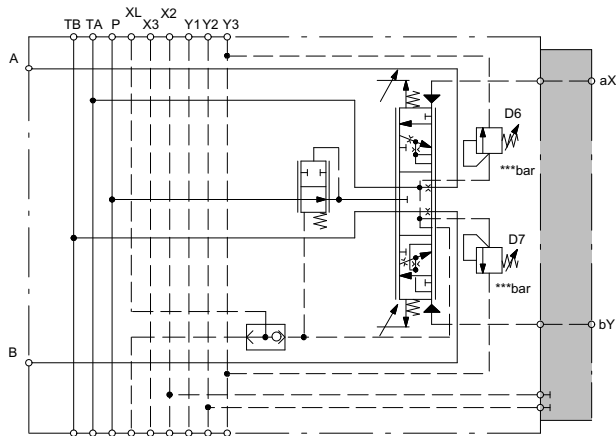 TB TA P XL X3 X2 Y1 Y2 Y3
A
aX
D6
***bar
D7
***bar
bY
B